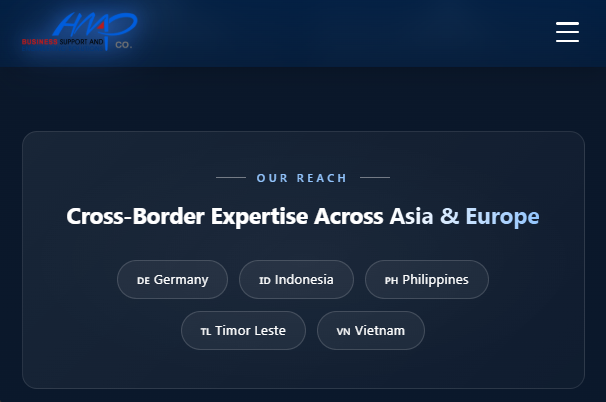 HMP
BUSINESS SUPPORT AND CO.
OUR REACH
Cross-Border Expertise Across Asia & Europe
DE Germany
ID Indonesia
PH Philippines
TL Timor Leste
VN Vietnam